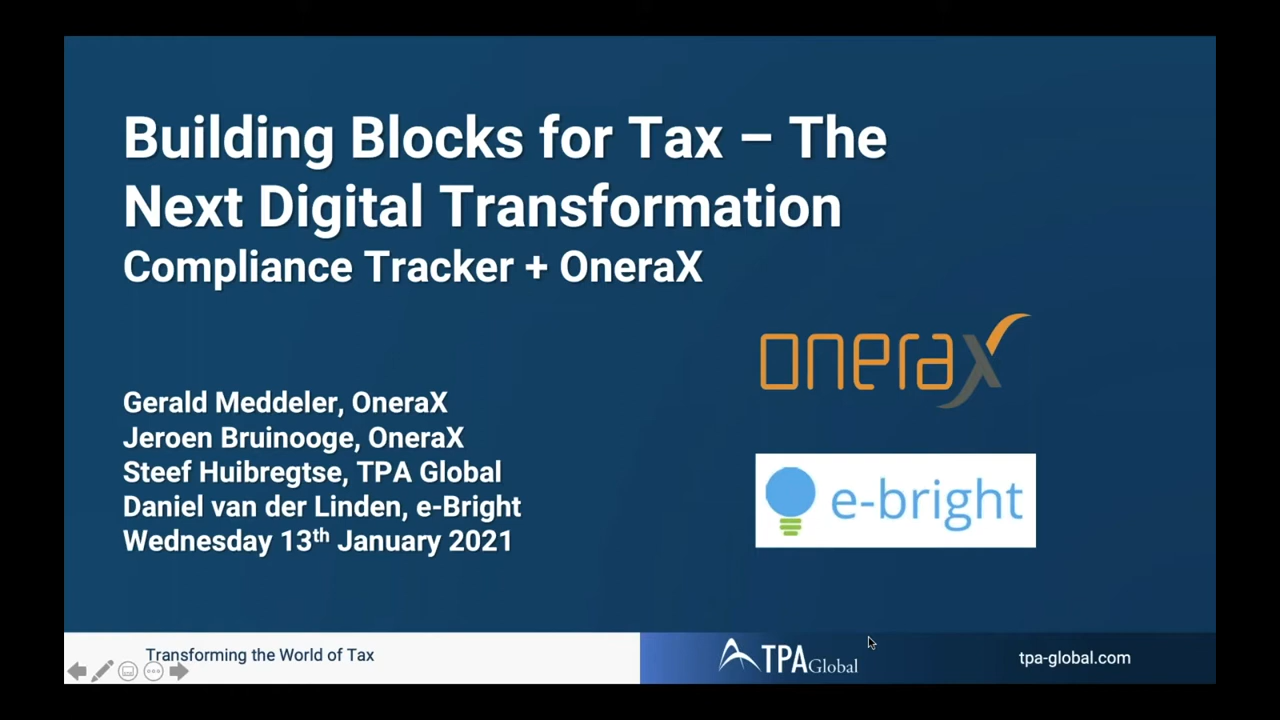 Building Blocks for Tax – The
Next Digital Transformation
Compliance Tracker + OneraX
onerax
Gerald Meddeler, OneraX
Jeroen Bruinooge, OneraX
Steef Huibregtse, TPA Global
Daniel van der Linden, e-Bright
Wednesday 13th January 2021
e-bright
Transforming the World of Tax
TPA Global
tpa-global.com